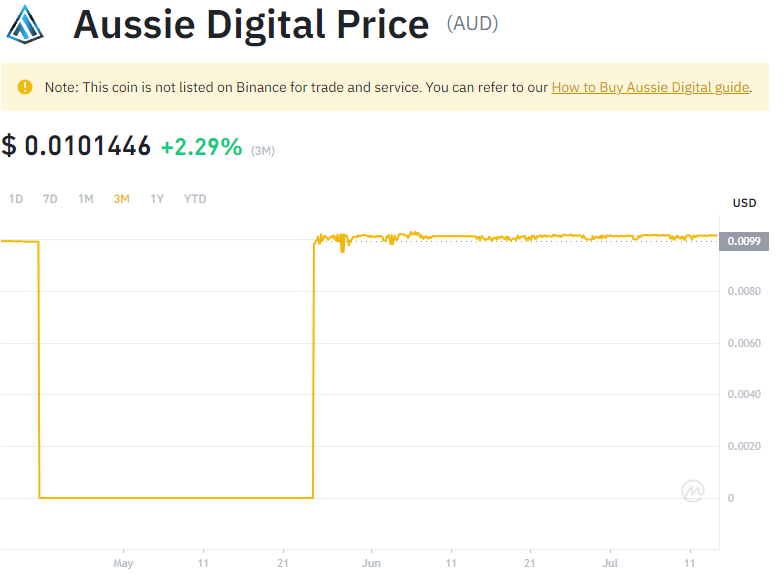 Aussie Digital Price (AUD)
Note: This coin is not listed on Binance for trade and service. You can refer to our How to Buy Aussie Digital guide.
$ 0.0101446 +2.29% (3M)
1D 7D 1M 3M 1Y YTD
USD
0.0099
0.0080
0.0060
0.0040
0.0020
0
May 11 21 Jun 11 21 Jul 11